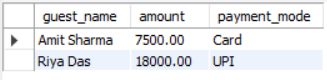 guest_name amount payment_mode
Amit Sharma 7500.00 Card
Riya Das 18000.00 UPI